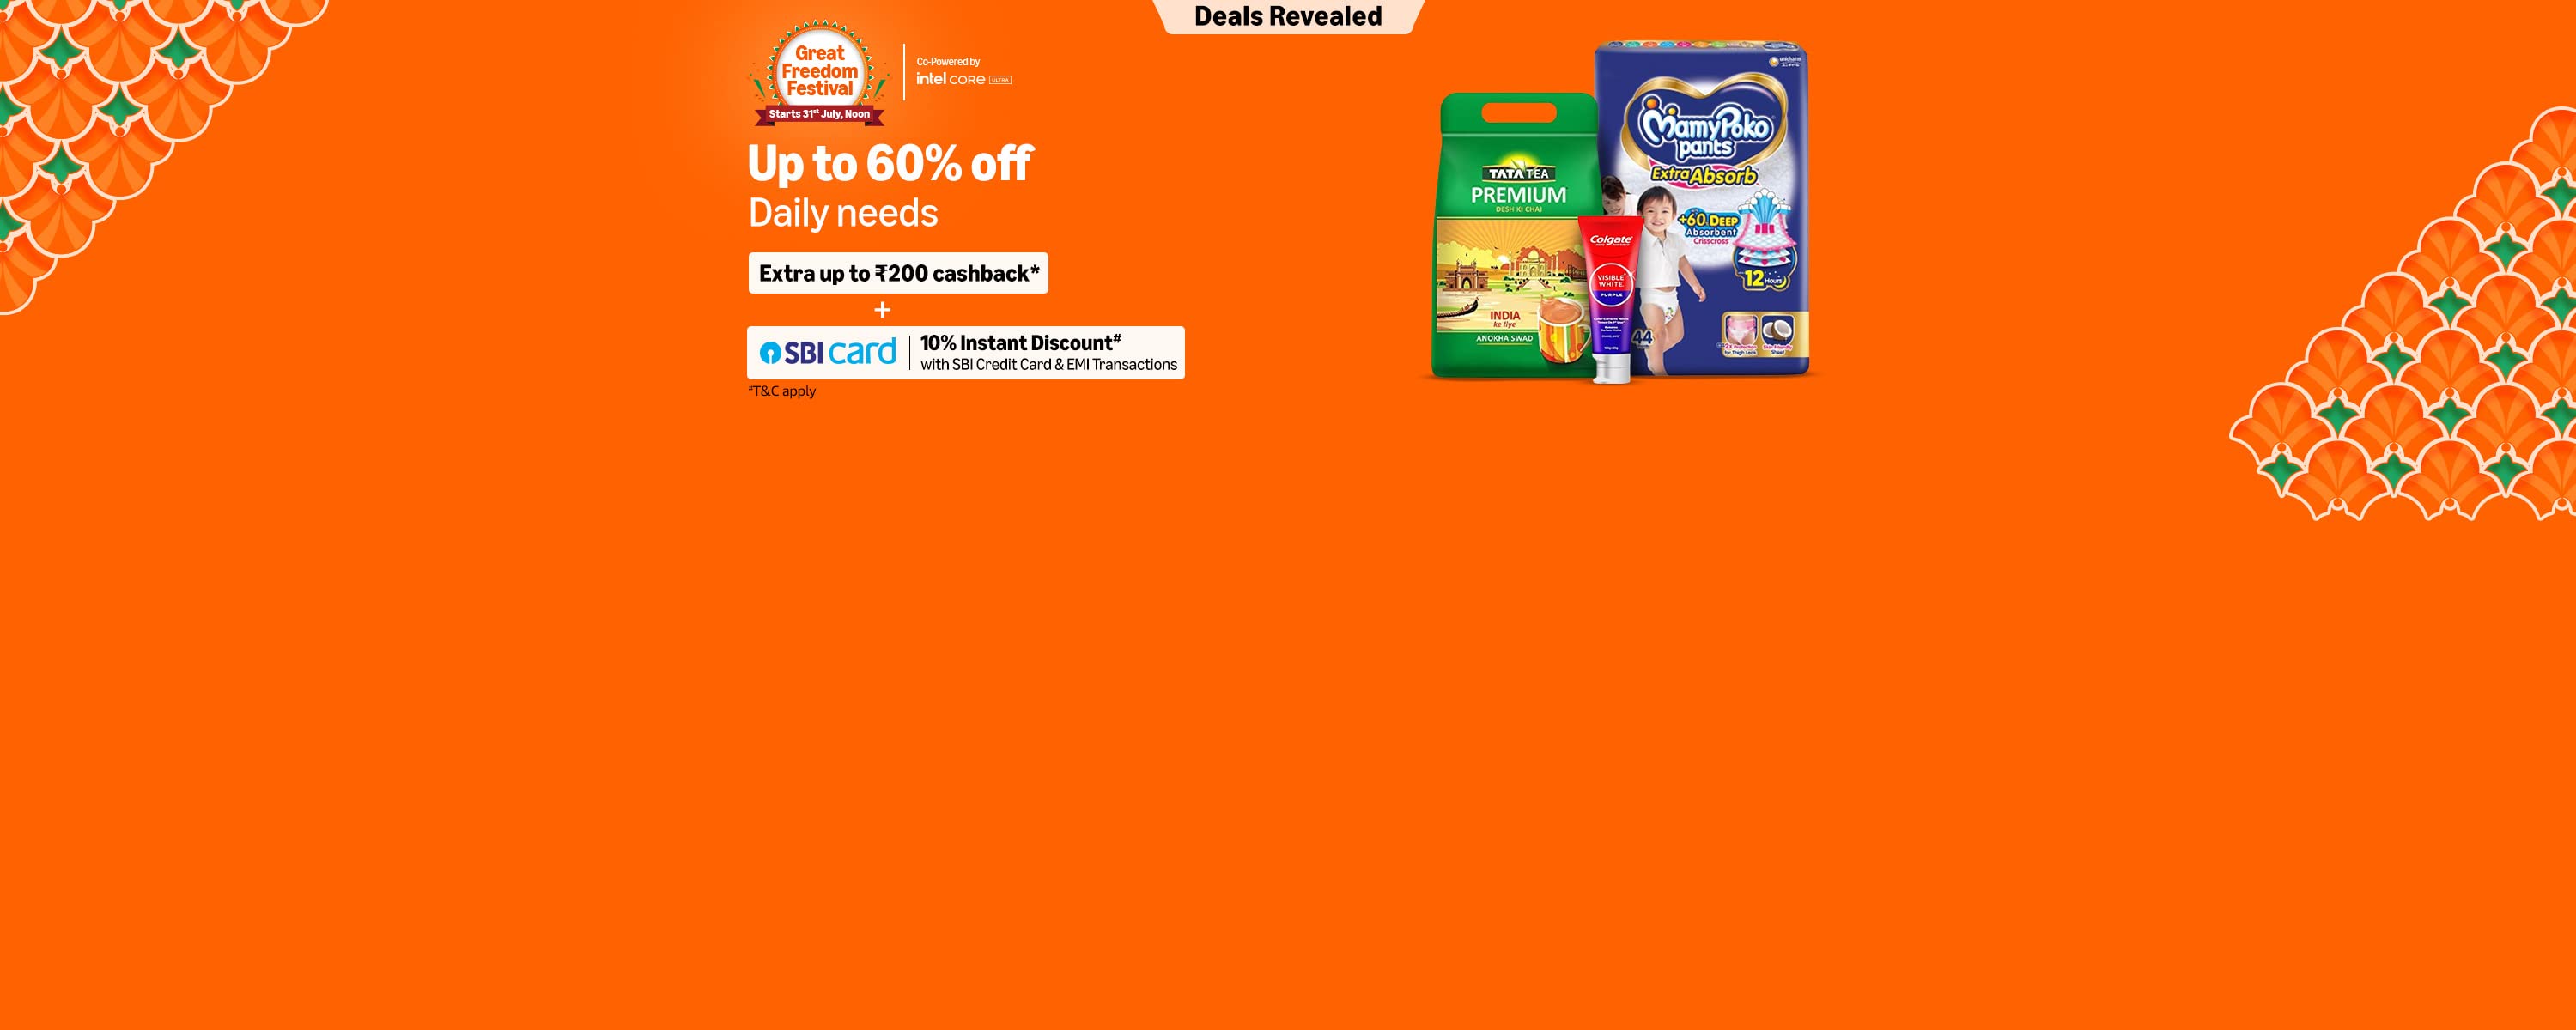 Deals Revealed
Great
Freedom
Festival
Starts 31st July, Noon
Co-Powered by
intel CORE ULTRA
Up to 60% off
Daily needs
Extra up to ₹200 cashback*
+
SBI card
10% Instant Discount#
with SBI Credit Card & EMI Transactions
#T&C apply
TATA TEA
PREMIUM
DESH KI CHAI
INDIA
ke liye
ANOKHA SWAD
Colgate
VISIBLE
WHITE
PURPLE
unicharm
MamyPoko
pants
Extra Absorb
+60 DEEP
Absorbent
Crisscross
12 Hours
44